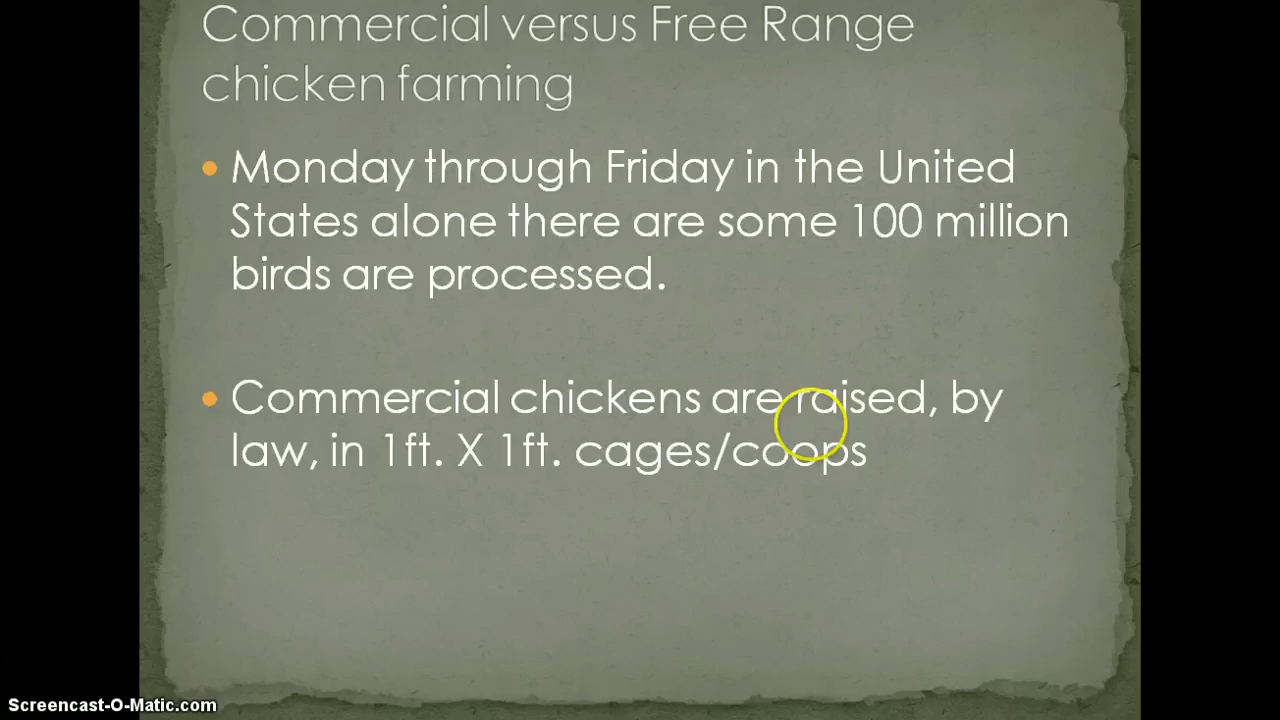 Commercial versus Free Range
chicken farming
• Monday through Friday in the United
States alone there are some 100 million
birds are processed.
• Commercial chickens are raised, by
law, in 1ft. X 1ft. cages/coops
Screencast-O-Matic.com